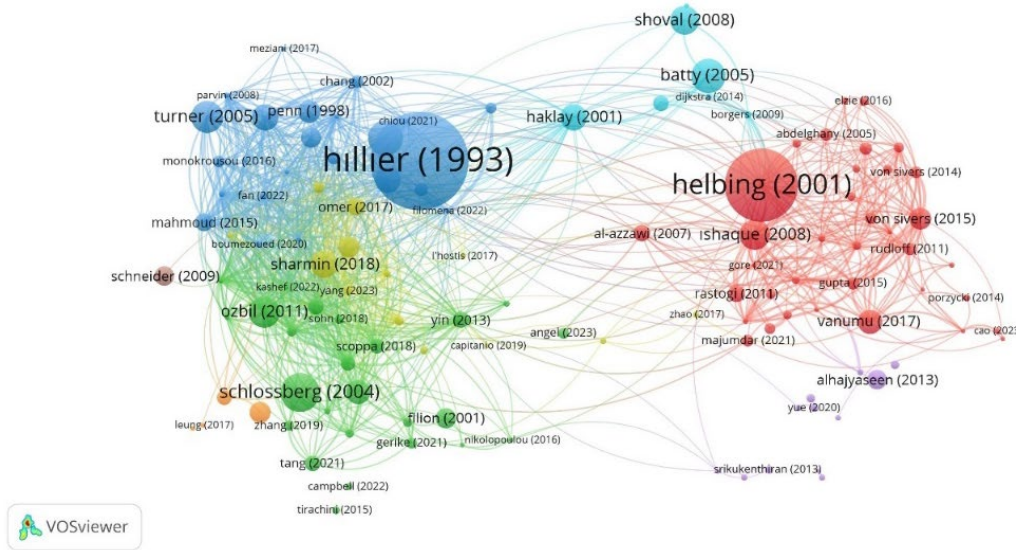 shoval (2008)
meziani (2017)
chang (2002)
batty (2005)
parvin (2008)
dijkstra (2014)
elzie (2016)
turner (2005)
penn (1998)
haklay (2001)
borgers (2009)
chiou (2021)
abdelghany (2005)
monokrousou (2016)
hıllıer (1993)
von sivers (2014)
helbing (2001)
fan (2022)
omer (2017)
filomena (2022)
mahmoud (2015)
von sivers (2015)
al-azzawi (2007)
ıshaque (2008)
boumezoued (2020)
rudloff (2011)
l'hostis (2017)
sharmin (2018)
gore (2021)
schneider (2009)
kashef (2022)
yang (2023)
gupta (2015)
rastogi (2011)
porzycki (2014)
ozbil (2011)
sohn (2018)
yin (2013)
zhao (2017)
vanumu (2017)
angel (2023)
cao (2023)
scoppa (2018)
capitanio (2019)
majumdar (2021)
alhajyaseen (2013)
schlossberg (2004)
yue (2020)
leung (2017)
filion (2001)
zhang (2019)
gerike (2021)
nikolopoulou (2016)
tang (2021)
srikukenthiran (2013)
campbell (2022)
tirachini (2015)
VOSviewer